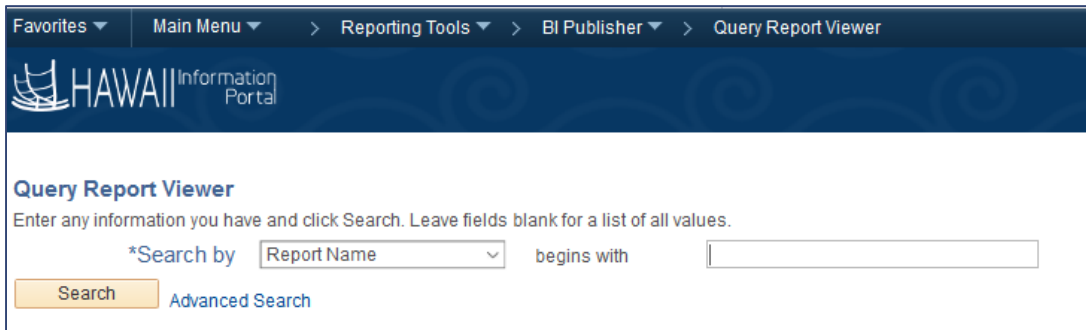 Favorites Main Menu > Reporting Tools > BI Publisher > Query Report Viewer
HAWAII Information Portal
Query Report Viewer
Enter any information you have and click Search. Leave fields blank for a list of all values.
*Search by Report Name begins with
Search Advanced Search